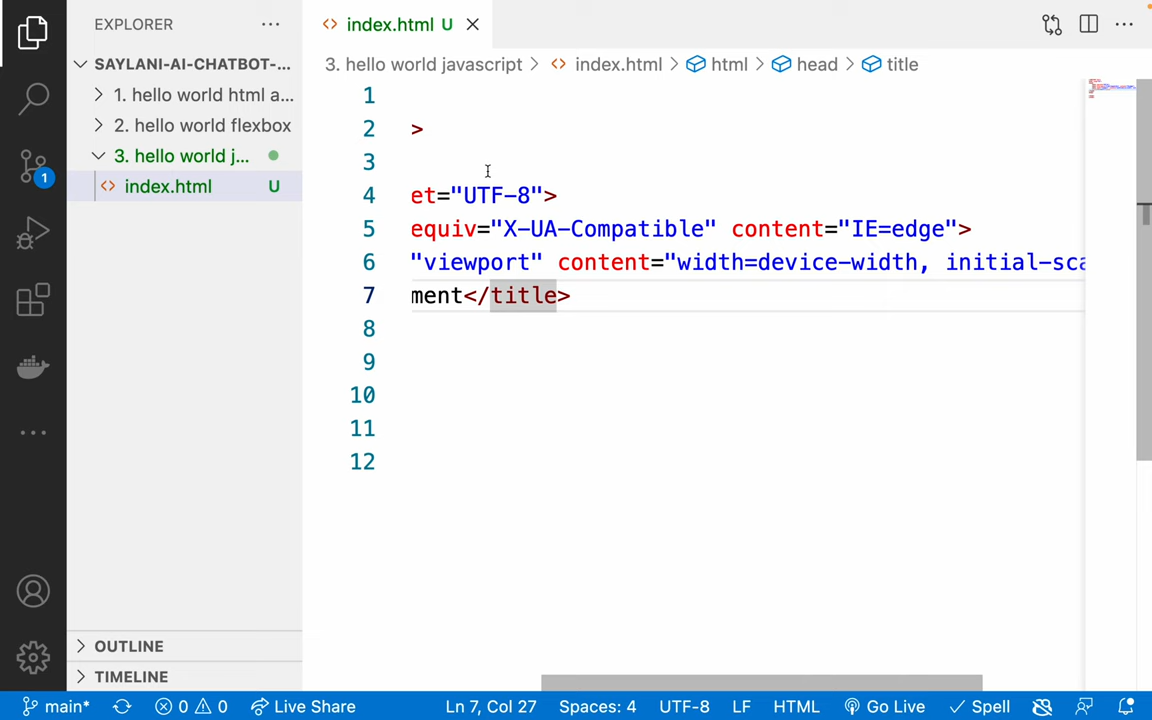 EXPLORER
index.html U
SAYLANI-AI-CHATBOT-...
1. hello world html a...
2. hello world flexbox
3. hello world j...
index.html U
3. hello world javascript > index.html > html > head > title
1
2 >
3
4 et="UTF-8">
5 equiv="X-UA-Compatible" content="IE=edge">
6 "viewport" content="width=device-width, initial-sca
7 ment</title>
8
9
10
11
12
1
OUTLINE
TIMELINE
main* 0 0 Live Share Ln 7, Col 27 Spaces: 4 UTF-8 LF HTML Go Live Spell